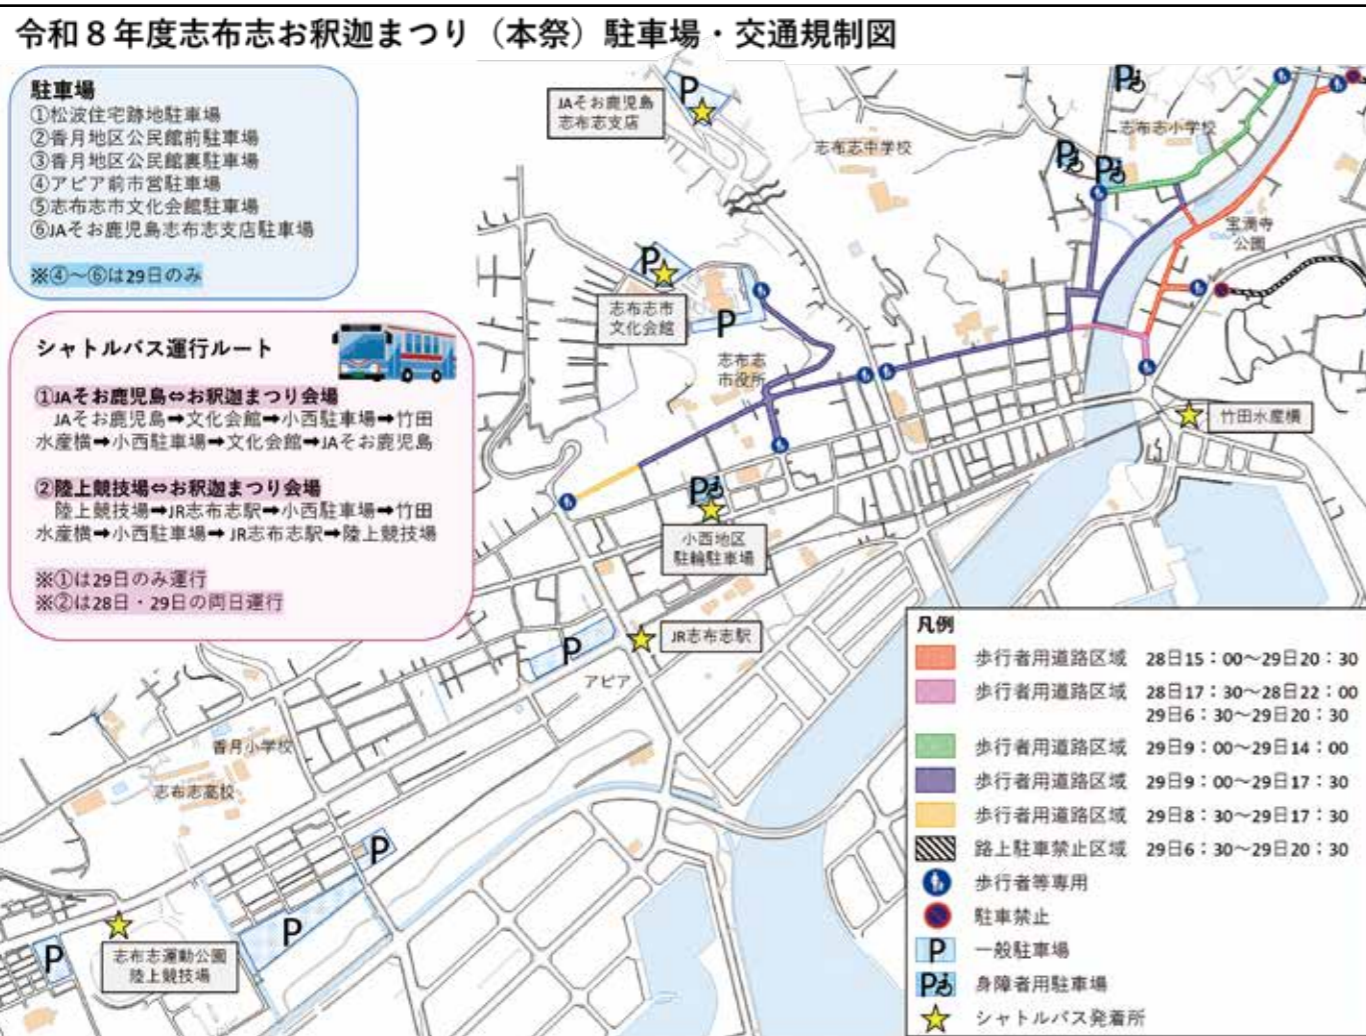 令和８年度志布志お釈迦まつり（本祭）駐車場・交通規制図
駐車場
①松波住宅跡地駐車場
②香月地区公民館前駐車場
③香月地区公民館裏駐車場
④アピア前市営駐車場
⑤志布志市文化会館駐車場
⑥JAそお鹿児島志布志支店駐車場
※④～⑥は29日のみ
シャトルバス運行ルート
①JAそお鹿児島⇔お釈迦まつり会場
JAそお鹿児島➡文化会館➡小西駐車場➡竹田
水産横➡小西駐車場➡文化会館➡JAそお鹿児島
②陸上競技場⇔お釈迦まつり会場
陸上競技場➡JR志布志駅➡小西駐車場➡竹田
水産横➡小西駐車場➡ JR志布志駅➡陸上競技場
※①は29日のみ運行
※②は28日・29日の両日運行
JAそお鹿児島
志布志支店
P
志布志中学校
P
志布志小学校
P
P
宝満寺
公園
P
志布志市
文化会館
P
志布志
市役所
竹田水産横
P
小西地区
駐輪駐車場
JR志布志駅
P
アピア
香月小学校
志布志高校
P
P
P
志布志運動公園
陸上競技場
凡例
歩行者用道路区域 28日15：00～29日20：30
歩行者用道路区域 28日17：30～28日22：00
29日6：30～29日20：30
歩行者用道路区域 29日9：00～29日14：00
歩行者用道路区域 29日9：00～29日17：30
歩行者用道路区域 29日8：30～29日17：30
路上駐車禁止区域 29日6：30～29日20：30
歩行者等専用
駐車禁止
P 一般駐車場
P 身障者用駐車場
シャトルバス発着所